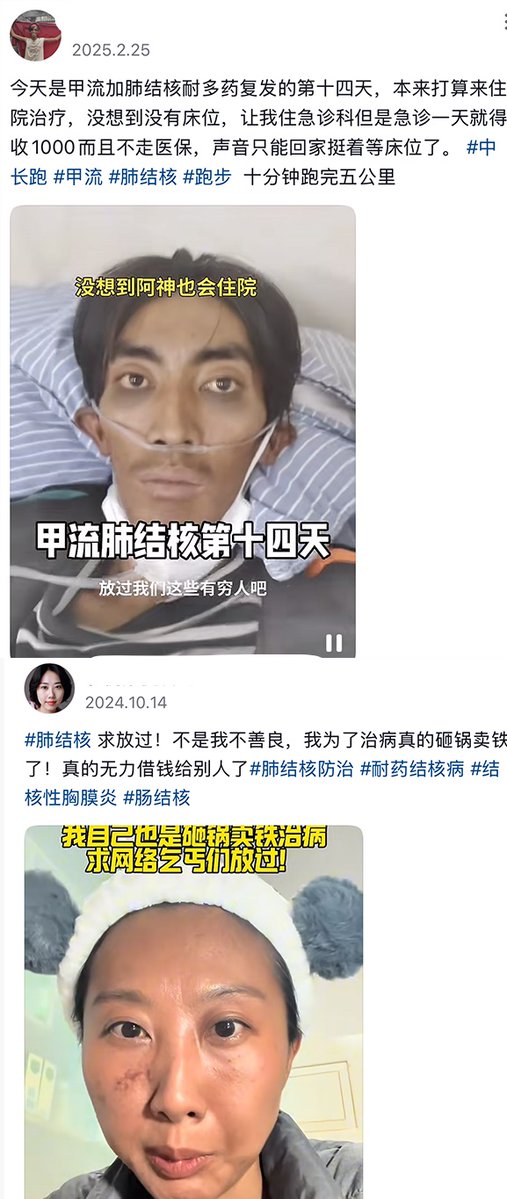 2025.2.25
今天是甲流加肺结核耐多药复发的第十四天，本来打算来住
院治疗，没想到没有床位，让我住急诊科但是急诊一天就得
收1000而且不走医保，声音只能回家挺着等床位了。 #中
长跑 #甲流 #肺结核 #跑步 十分钟跑完五公里
没想到阿神也会住院
甲流肺结核第十四天
放过我们这些有穷人吧
2024.10.14
#肺结核 求放过！不是我不善良，我为了治病真的砸锅卖铁
了！真的无力借钱给别人了#肺结核防治 #耐药结核病 #结
核性胸膜炎 #肠结核
我自己也是砸锅卖铁治病
求网络乞丐们放过!